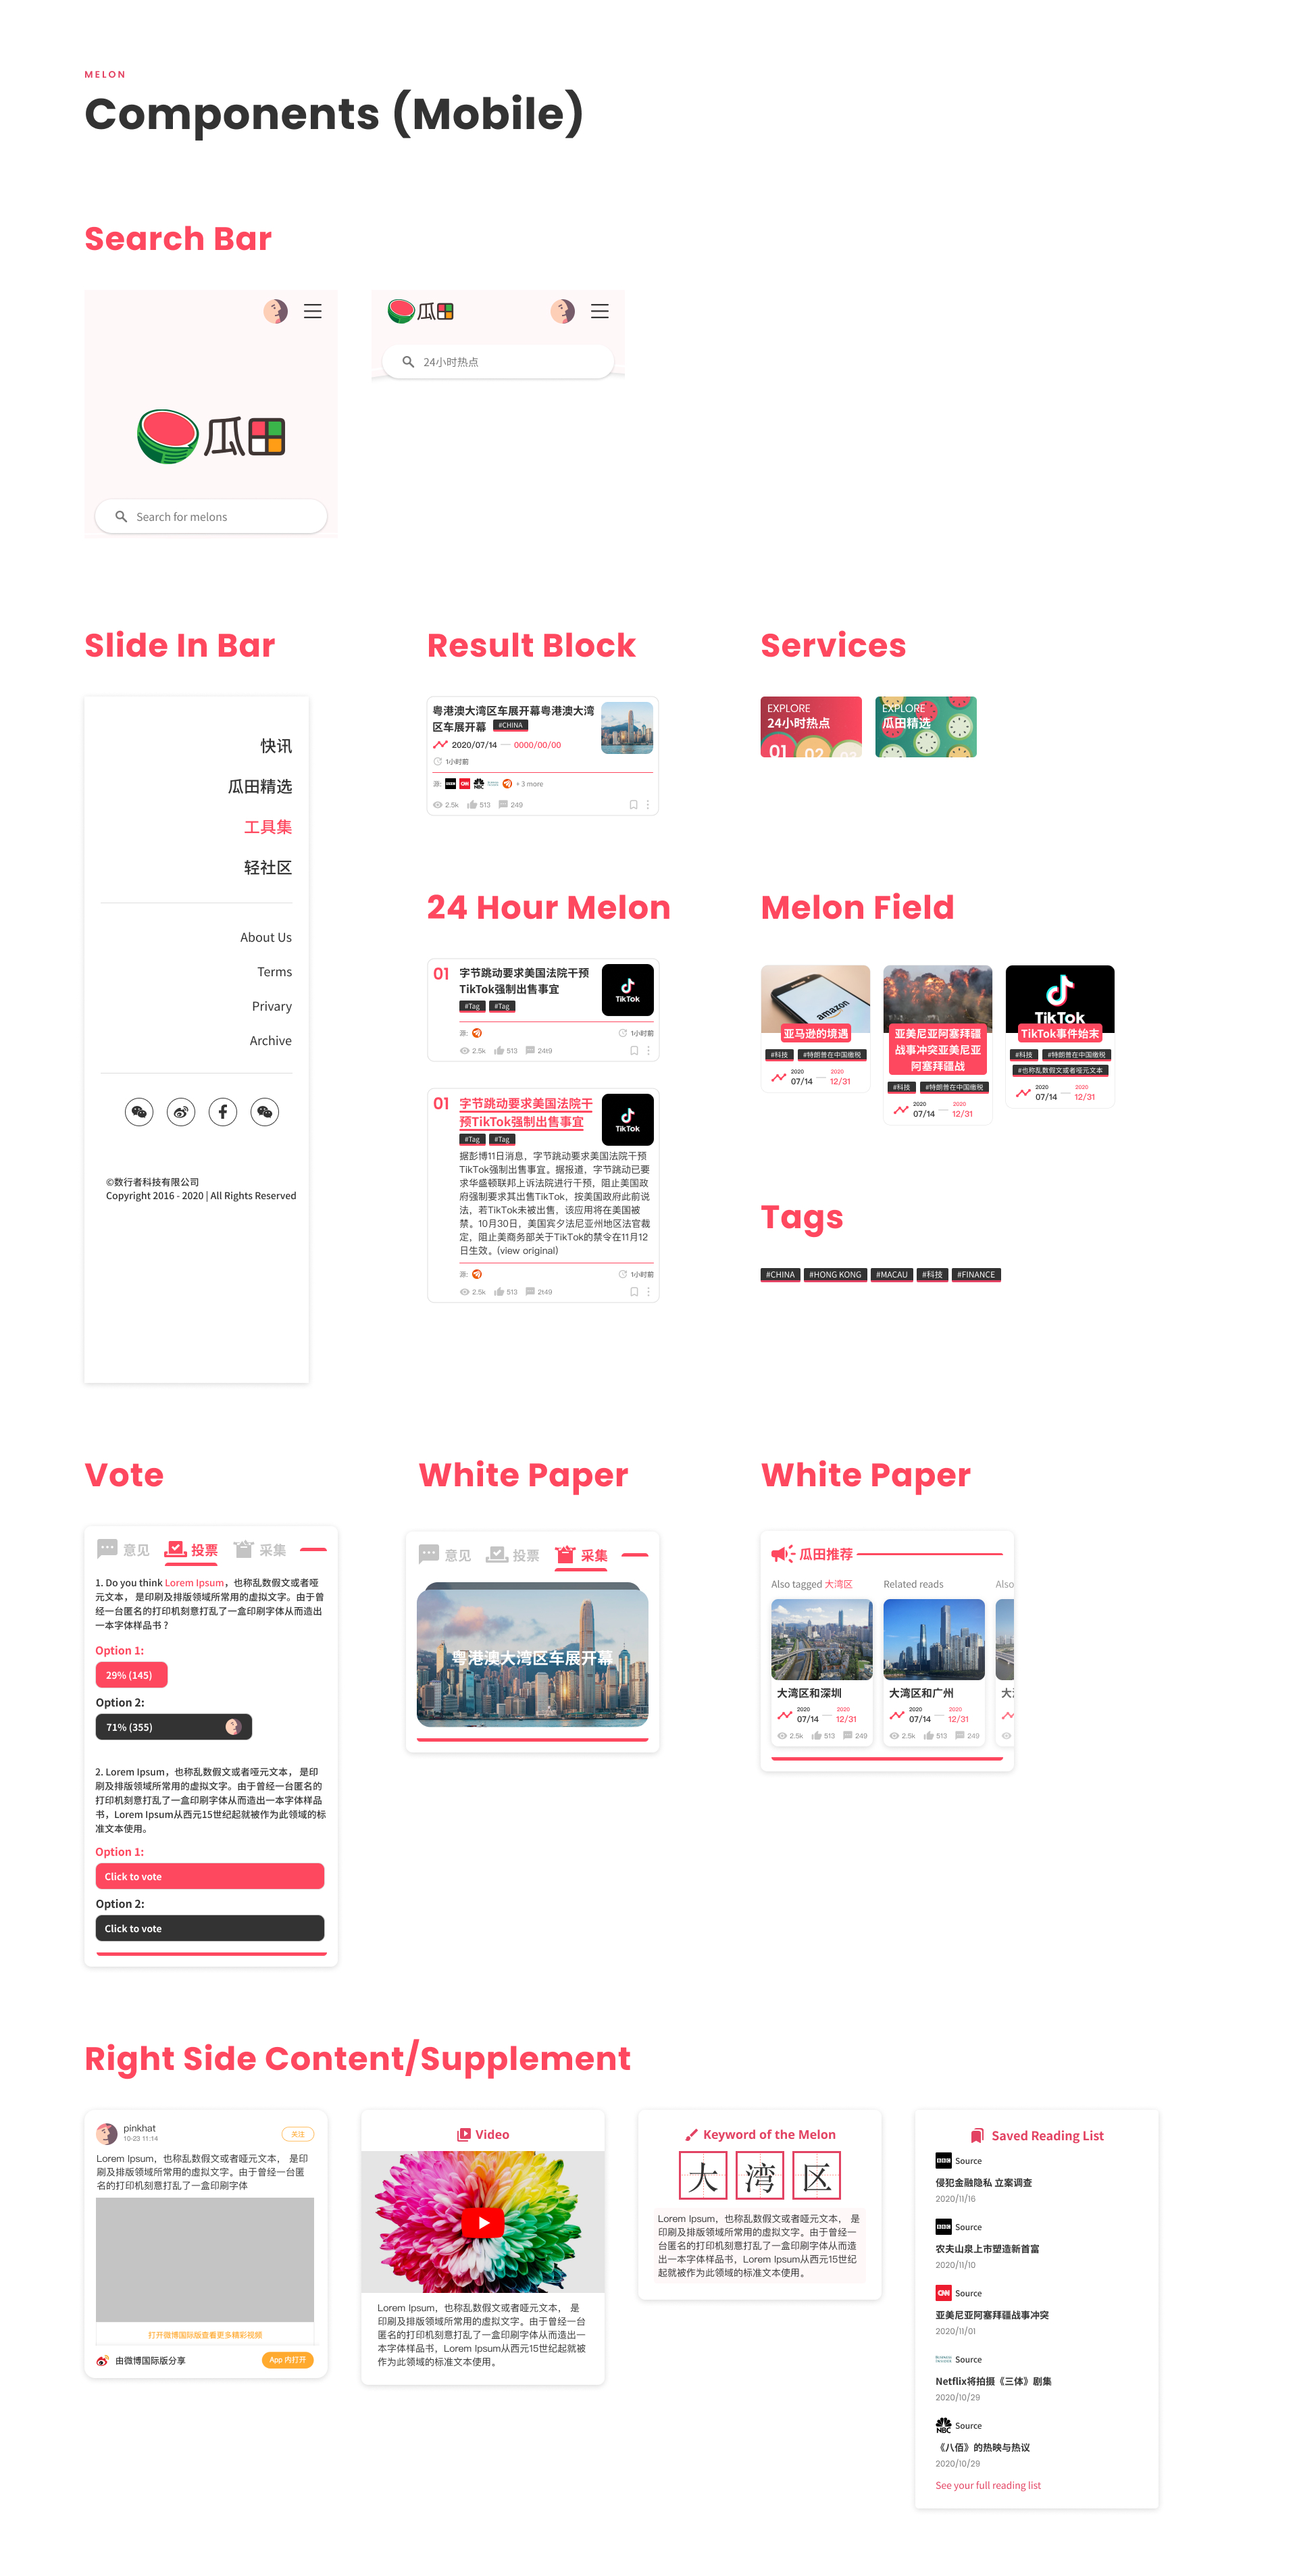 MELON
Components (Mobile)
Search Bar
瓜田
Search for melons
瓜田
24小时热点
Slide In Bar
快讯
瓜田精选
工具集
轻社区
About Us
Terms
Privary
Archive
©数行者科技有限公司
Copyright 2016 - 2020 | All Rights Reserved
Result Block
粤港澳大湾区车展开幕粤港澳大湾
区车展开幕 #CHINA
2020/07/14 — 0000/00/00
1小时前
源: BBC CNN NBC + 3 more
2.5k 513 249
Services
EXPLORE
24小时热点
01 02 03
EXPLORE
瓜田精选
24 Hour Melon
01 字节跳动要求美国法院干预
TikTok强制出售事宜
#Tag #Tag
TikTok
源: 1小时前
2.5k 513 24t9
01 字节跳动要求美国法院干
预TikTok强制出售事宜
#Tag #Tag
TikTok
据彭博11日消息，字节跳动要求美国法院干预
TikTok强制出售事宜。据报道，字节跳动已要
求华盛顿联邦上诉法院进行干预，阻止美国政
府强制要求其出售TikTok，按美国政府此前说
法，若TikTok未被出售，该应用将在美国被
禁。10月30日，美国宾夕法尼亚州地区法官裁
定，阻止美商务部关于TikTok的禁令在11月12
日生效。(view original)
源: 1小时前
2.5k 513 2t49
Melon Field
amazon
亚马逊的境遇
#科技 #特朗普在中国缴税
2020 2020
07/14 — 12/31
亚美尼亚阿塞拜疆
战事冲突亚美尼亚
阿塞拜疆战
#科技 #特朗普在中国缴税
2020 2020
07/14 — 12/31
TikTok
TikTok事件始末
#科技 #特朗普在中国缴税
#也称乱数假文或者哑元文本
2020 2020
07/14 — 12/31
Tags
#CHINA #HONG KONG #MACAU #科技 #FINANCE
Vote
意见 投票 采集
1. Do you think Lorem Ipsum，也称乱数假文或者哑
元文本， 是印刷及排版领域所常用的虚拟文字。由于曾
经一台匿名的打印机刻意打乱了一盒印刷字体从而造出
一本字体样品书 ?
Option 1:
29% (145)
Option 2:
71% (355)
2. Lorem Ipsum，也称乱数假文或者哑元文本， 是印
刷及排版领域所常用的虚拟文字。由于曾经一台匿名的
打印机刻意打乱了一盒印刷字体从而造出一本字体样品
书，Lorem Ipsum从西元15世纪起就被作为此领域的标
准文本使用。
Option 1:
Click to vote
Option 2:
Click to vote
White Paper
意见 投票 采集
粤港澳大湾区车展开幕
White Paper
瓜田推荐
Also tagged 大湾区 Related reads Also
大湾区和深圳
2020 2020
07/14 — 12/31
2.5k 513 249
大湾区和广州
2020 2020
07/14 — 12/31
2.5k 513 249
大
Right Side Content/Supplement
pinkhat
10-23 11:14
关注
Lorem Ipsum，也称乱数假文或者哑元文本， 是印
刷及排版领域所常用的虚拟文字。由于曾经一台匿
名的打印机刻意打乱了一盒印刷字体
打开微博国际版查看更多精彩视频
由微博国际版分享 App 内打开
Video
Lorem Ipsum，也称乱数假文或者哑元文本， 是
印刷及排版领域所常用的虚拟文字。由于曾经一台
匿名的打印机刻意打乱了一盒印刷字体从而造出一
本字体样品书，Lorem Ipsum从西元15世纪起就被
作为此领域的标准文本使用。
Keyword of the Melon
大 湾 区
Lorem Ipsum，也称乱数假文或者哑元文本， 是
印刷及排版领域所常用的虚拟文字。由于曾经一
台匿名的打印机刻意打乱了一盒印刷字体从而造
出一本字体样品书，Lorem Ipsum从西元15世纪
起就被作为此领域的标准文本使用。
Saved Reading List
BBC Source
侵犯金融隐私 立案调查
2020/11/16
BBC Source
农夫山泉上市塑造新首富
2020/11/10
CNN Source
亚美尼亚阿塞拜疆战事冲突
2020/11/01
Source
Netflix将拍摄《三体》剧集
2020/10/29
NBC Source
《八佰》的热映与热议
2020/10/29
See your full reading list